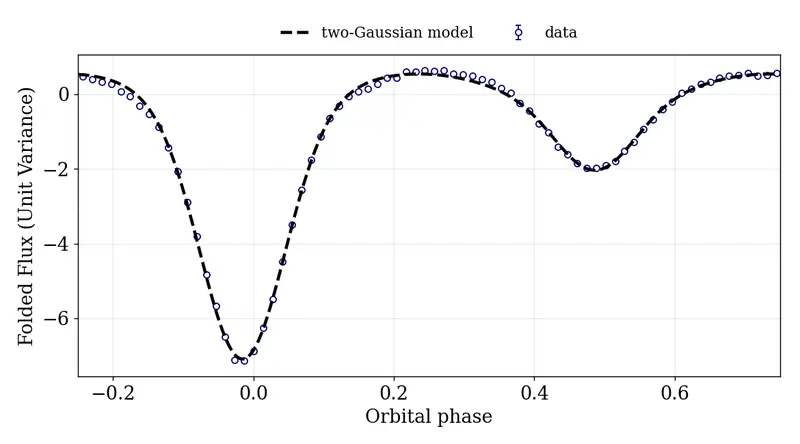 two-Gaussian model
data
Folded Flux (Unit Variance)
0
−2
−4
−6
−0.2
0.0
0.2
0.4
0.6
Orbital phase